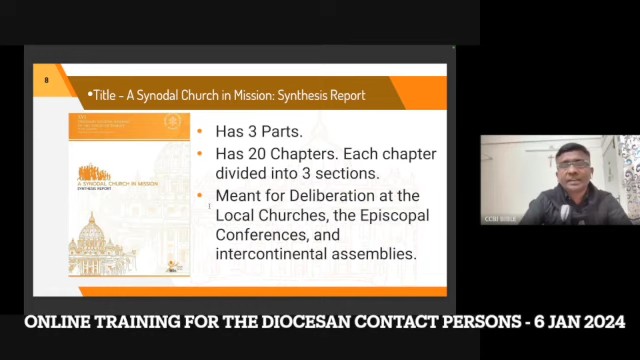 8
•Title - A Synodal Church in Mission: Synthesis Report
A SYNODAL CHURCH IN MISSION
SYNTHESIS REPORT
• Has 3 Parts.
• Has 20 Chapters. Each chapter
divided into 3 sections.
• Meant for Deliberation at the
Local Churches, the Episcopal
Conferences, and
intercontinental assemblies.
CCBI BIBLE
ONLINE TRAINING FOR THE DIOCESAN CONTACT PERSONS - 6 JAN 2024